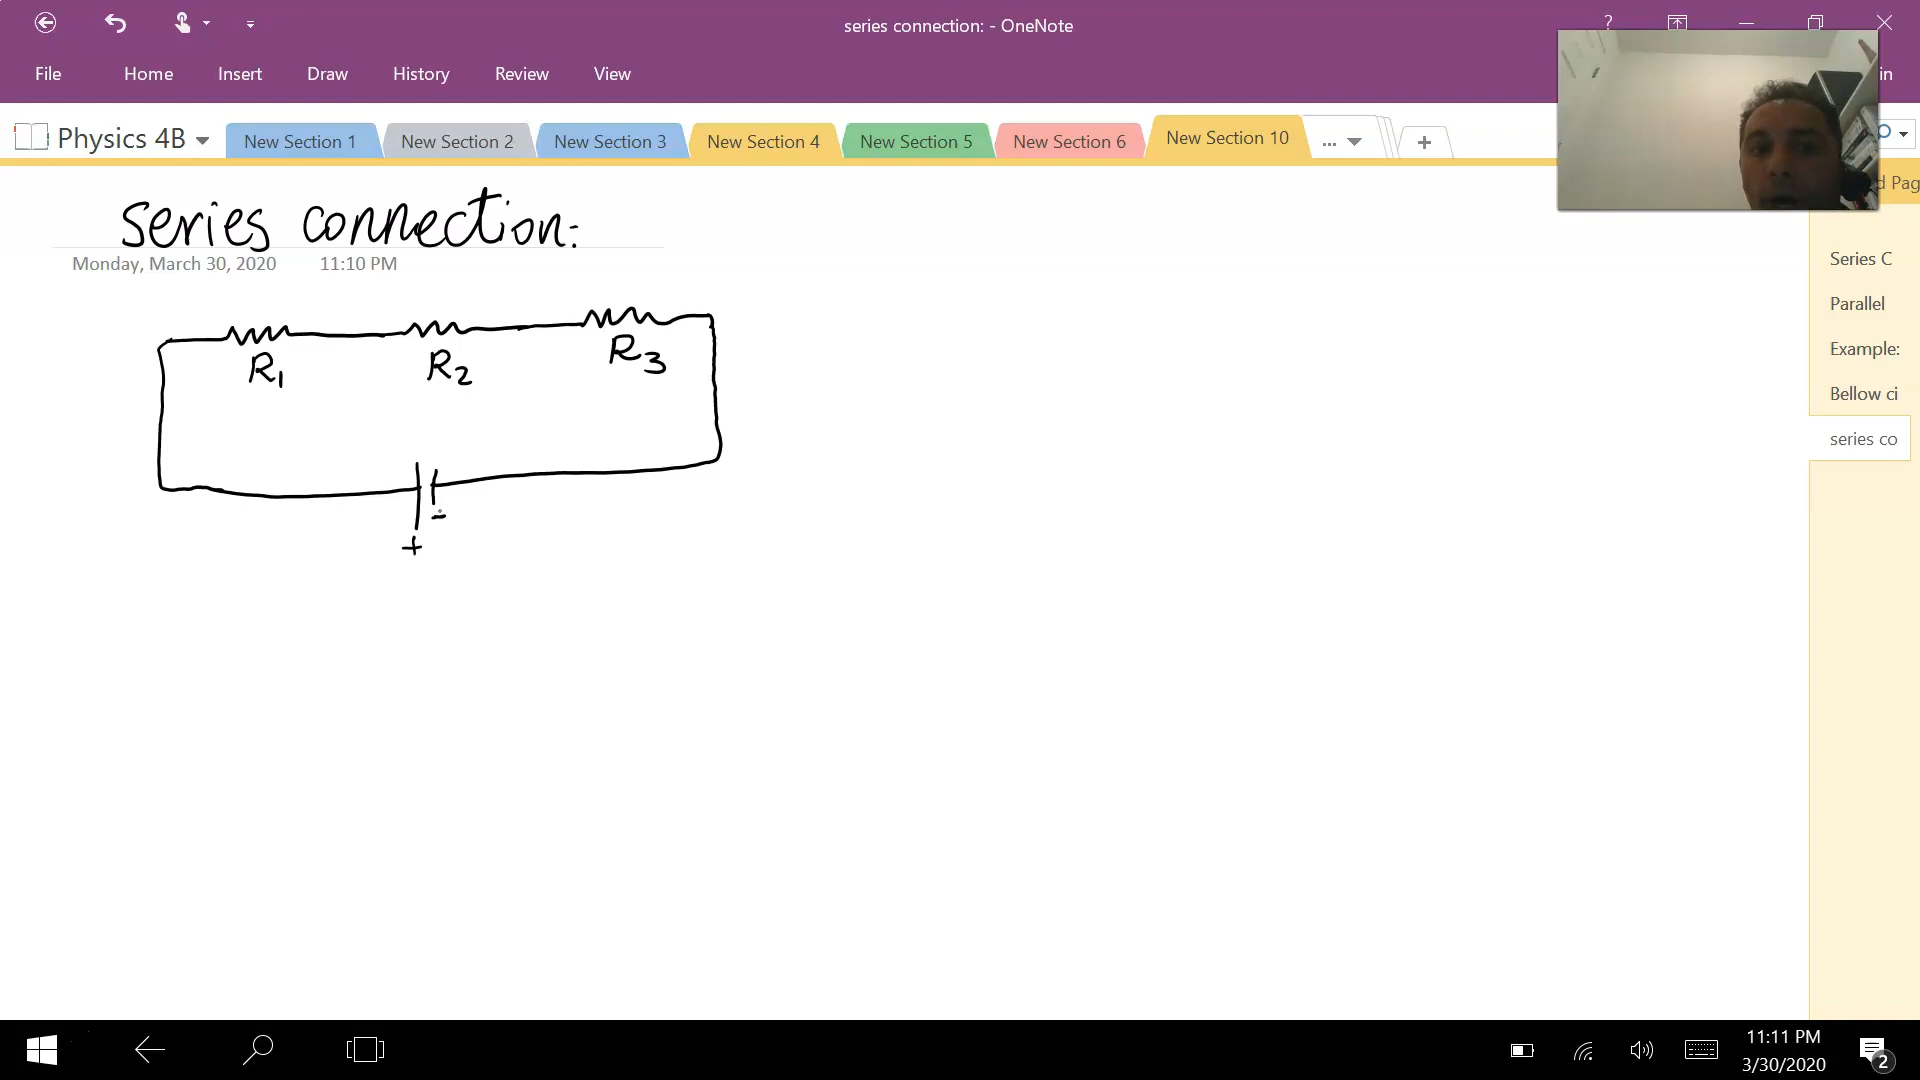 series connection: - OneNote
?
File Home Insert Draw History Review View
in
Physics 4B New Section 1 New Section 2 New Section 3 New Section 4 New Section 5 New Section 6 New Section 10 ... +
d Pag
series connection:
Monday, March 30, 2020 11:10 PM
Series C
Parallel
Example:
Bellow ci
series co
R1 R2 R3
-
+
11:11 PM
3/30/2020
2